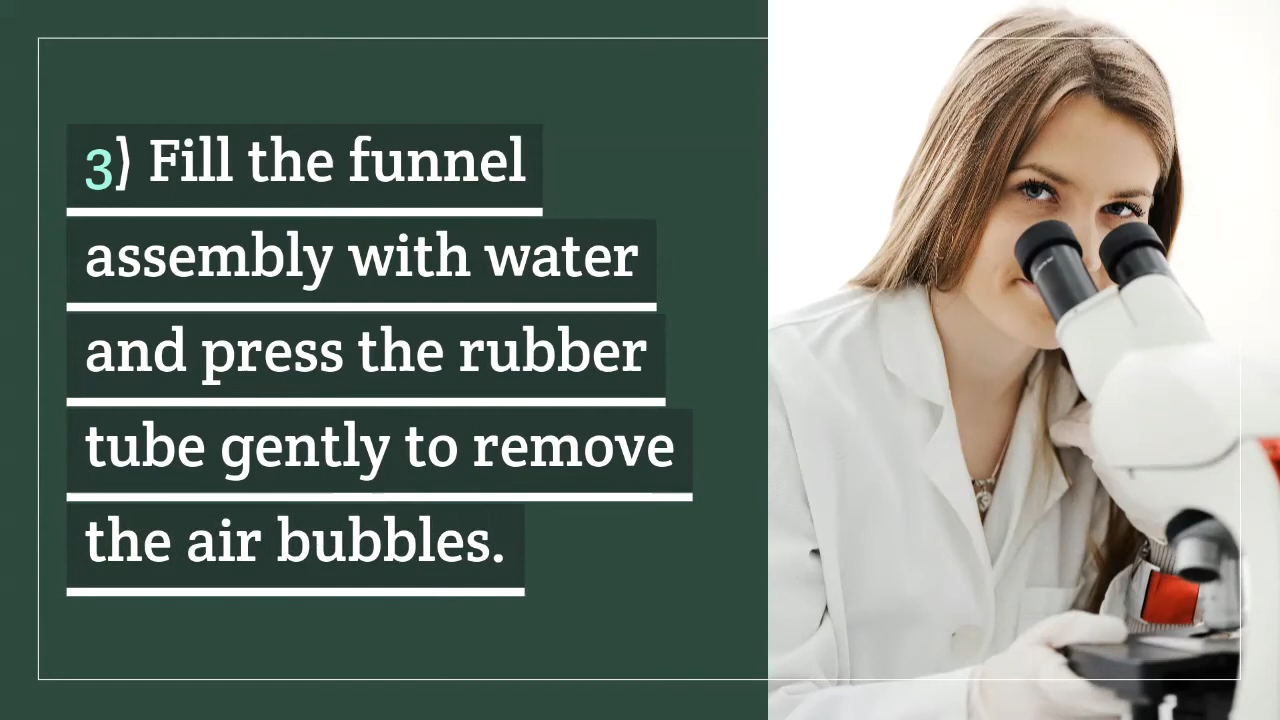 3) Fill the funnel
assembly with water
and press the rubber
tube gently to remove
the air bubbles.